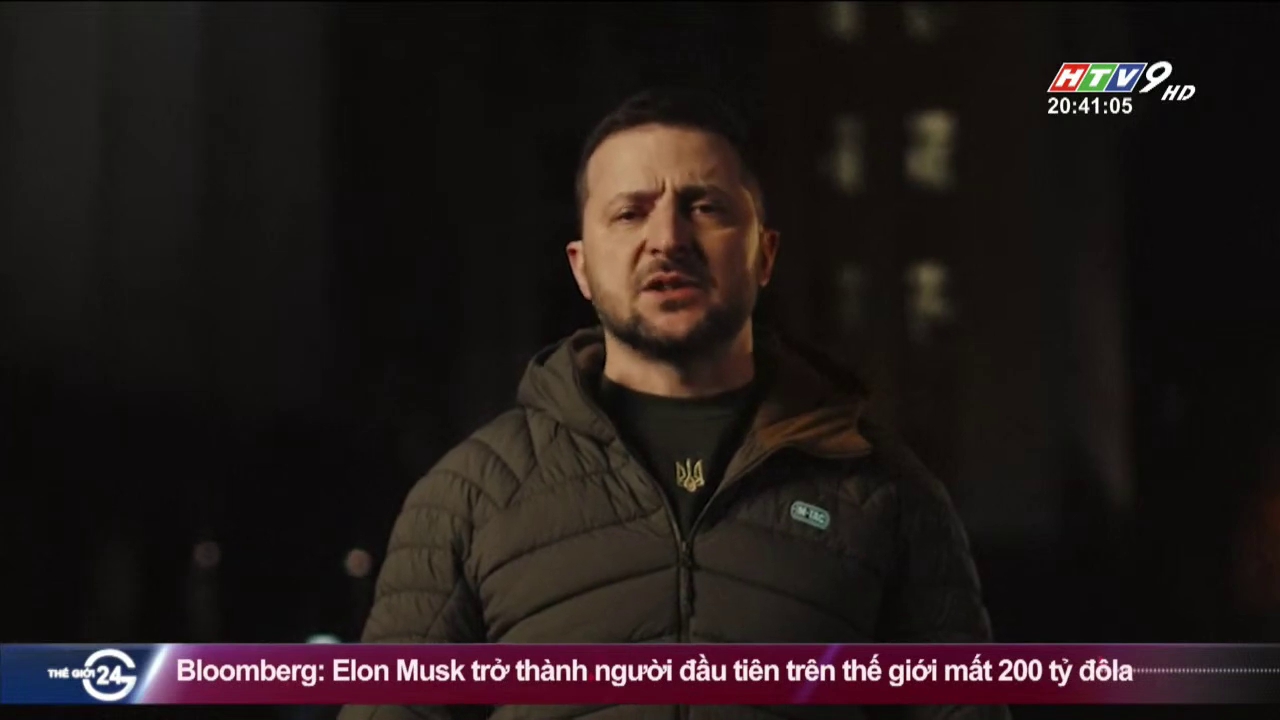 HTV9 HD
20:41:05
M-TAC
THẾ GIỚI 24G
Bloomberg: Elon Musk trở thành người đầu tiên trên thế giới mất 200 tỷ đôla